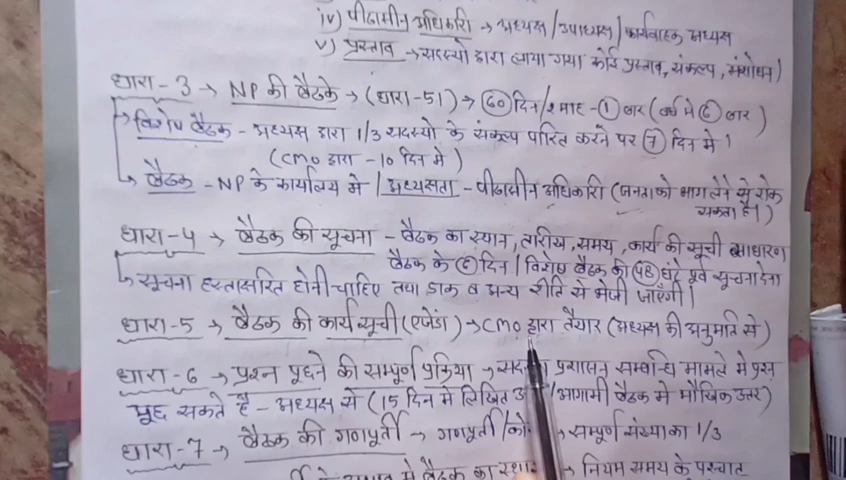 iv) पीठासीन अधिकारी → अध्यक्ष / उपाध्यक्ष / कार्यवाहक अध्यक्ष
v) प्रस्ताव → सदस्यो द्वारा लाया गया कोई प्रस्ताव, संकल्प, संशोधन)
धारा-3 → NP की बैठके → (धारा-51) → 60 दिन / 2 माह - 1 बार (वर्ष मे 6 बार)
→ विशेष बैठक - अध्यक्ष द्वारा 1/3 सदस्यो के संकल्प पारित करने पर 7 दिन मे।
(CMO द्वारा - 10 दिन मे)
→ बैठक - NP के कार्यालय मे / अध्यक्षता - पीठासीन अधिकारी (जनता को भाग लेने से रोक
सकता है।)
धारा-4 → बैठक की सूचना - बैठक का स्थान, तारीख, समय, कार्य की सूची साधारण
बैठक के दिन / विशेष बैठक की 48 घंटे पूर्व सूचना देना
→ सूचना हस्ताक्षरित होनी चाहिए तथा डाक व अन्य रीति से भेजी जाएंगी।
धारा-5 → बैठक की कार्य सूची (एजेंडा) → CMO द्वारा तैयार (अध्यक्ष की अनुमति से)
धारा-6 → प्रश्न पूछने की सम्पूर्ण प्रक्रिया → प्रशासन सम्बन्धि मामले मे प्रश्न
पूछ सकते है - अध्यक्ष से (15 दिन मे लिखित / आगामी बैठक मे मौखिक उत्तर)
धारा-7 → बैठक की गणपूर्ती → गणपूर्ती / → सम्पूर्ण संख्या का 1/3
मे बैठक का → नियम समय के पश्चात